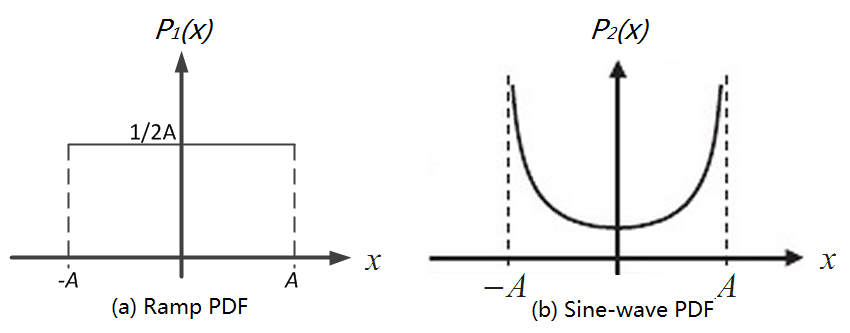 P1(x)
1/2A
-A
A
x
(a) Ramp PDF
P2(x)
−A
A
x
(b) Sine-wave PDF